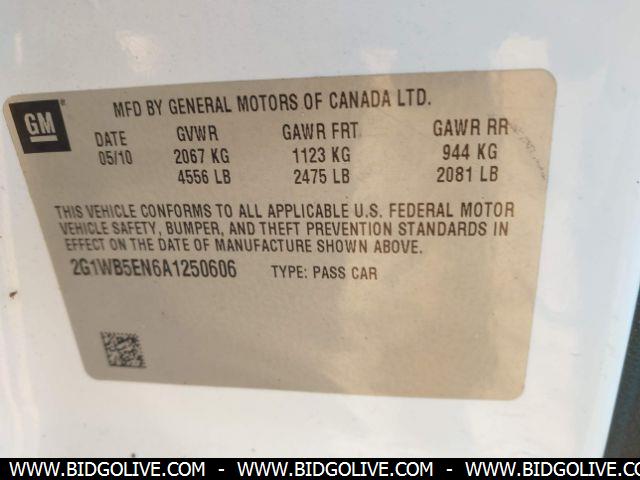 GM
®
MFD BY GENERAL MOTORS OF CANADA LTD.
DATE GVWR GAWR FRT GAWR RR
05/10 2067 KG 1123 KG 944 KG
4556 LB 2475 LB 2081 LB
THIS VEHICLE CONFORMS TO ALL APPLICABLE U.S. FEDERAL MOTOR
VEHICLE SAFETY, BUMPER, AND THEFT PREVENTION STANDARDS IN
EFFECT ON THE DATE OF MANUFACTURE SHOWN ABOVE.
2G1WB5EN6A1250606 TYPE: PASS CAR
WWW.BIDGOLIVE.COM - WWW.BIDGOLIVE.COM - WWW.BIDGOLIVE.COM